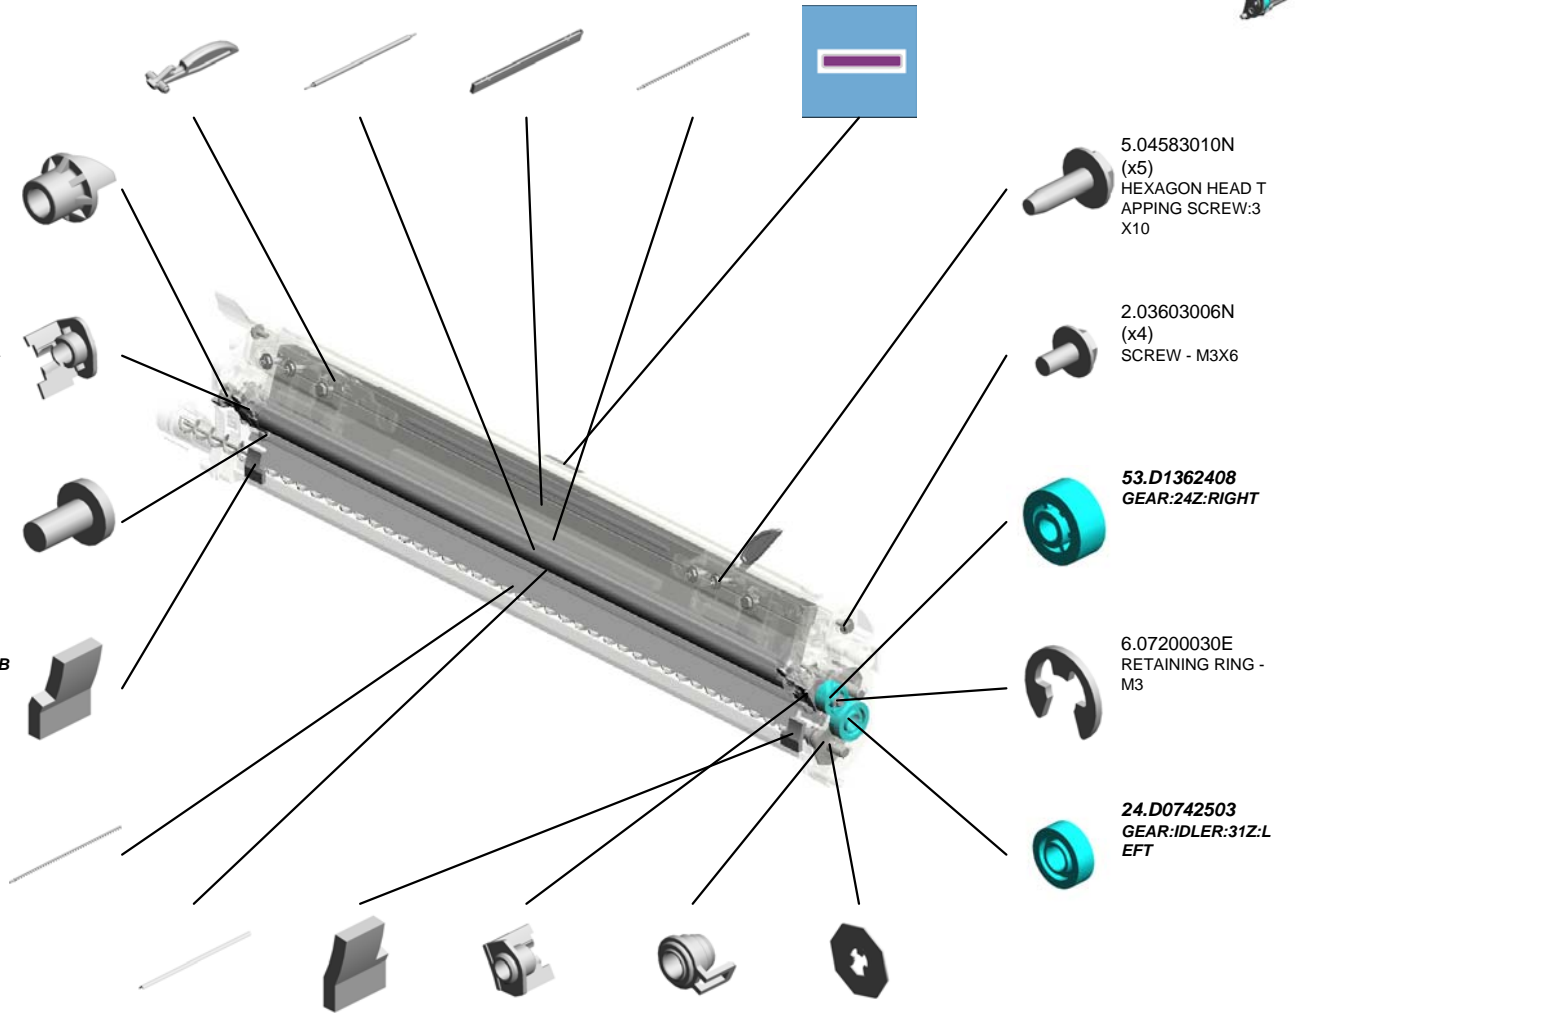 5.04583010N
(x5)
HEXAGON HEAD T
APPING SCREW:3
X10
2.03603006N
(x4)
SCREW - M3X6
53.D1362408
GEAR:24Z:RIGHT
B
6.07200030E
RETAINING RING -
M3
24.D0742503
GEAR:IDLER:31Z:L
EFT